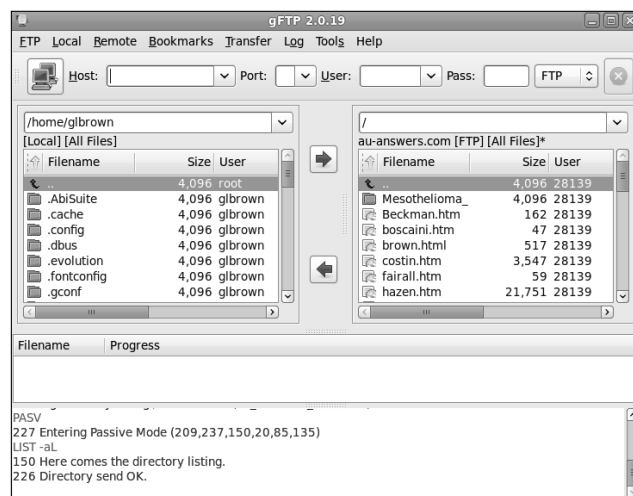 gFTP 2.0.19
FTP Local Remote Bookmarks Transfer Log Tools Help
Host: Port: User: Pass: FTP
/home/glbrown
[Local] [All Files]
Filename Size User
.. 4,096 root
.AbiSuite 4,096 glbrown
.cache 4,096 glbrown
.config 4,096 glbrown
.dbus 4,096 glbrown
.evolution 4,096 glbrown
.fontconfig 4,096 glbrown
.gconf 4,096 glbrown
/
au-answers.com [FTP] [All Files]*
Filename Size User
.. 4,096 28139
Mesothelioma_ 4,096 28139
Beckman.htm 162 28139
boscaini.htm 47 28139
brown.html 517 28139
costin.htm 3,547 28139
fairall.htm 59 28139
hazen.htm 21,751 28139
Filename Progress
PASV
227 Entering Passive Mode (209,237,150,20,85,135)
LIST -aL
150 Here comes the directory listing.
226 Directory send OK.